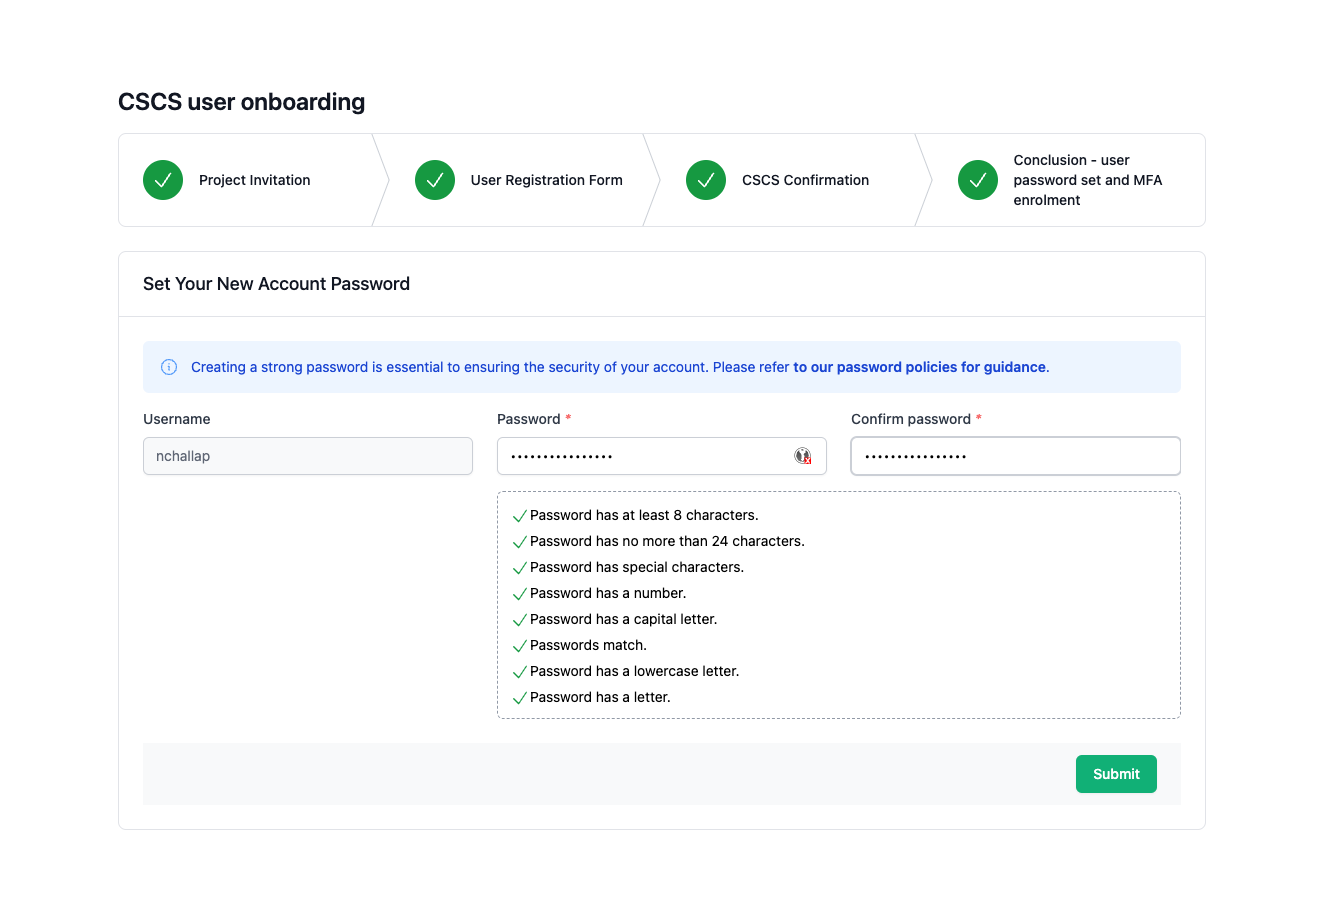 CSCS user onboarding
Project Invitation
User Registration Form
CSCS Confirmation
Conclusion - user
password set and MFA
enrolment
Set Your New Account Password
Creating a strong password is essential to ensuring the security of your account. Please refer to our password policies for guidance.
Username
Password *
Confirm password *
nchallap
••••••••••••••••
••••••••••••••••
Password has at least 8 characters.
Password has no more than 24 characters.
Password has special characters.
Password has a number.
Password has a capital letter.
Passwords match.
Password has a lowercase letter.
Password has a letter.
Submit